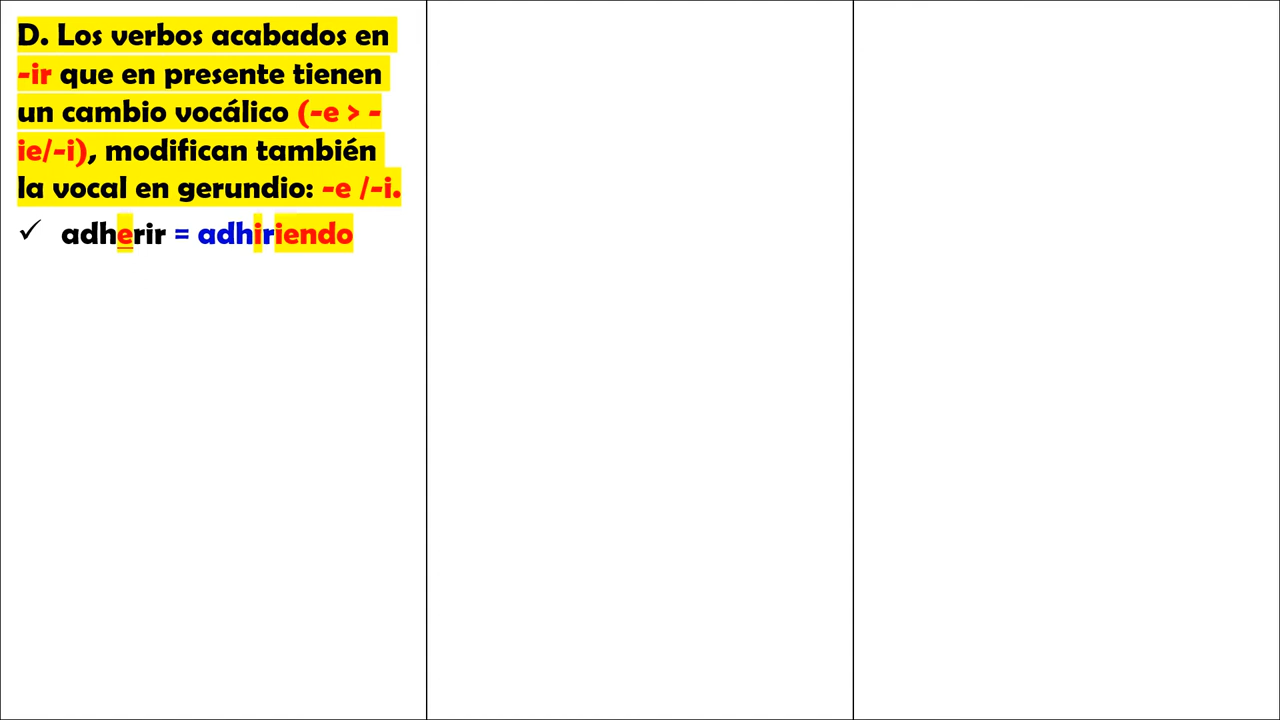 D. Los verbos acabados en
-ir que en presente tienen
un cambio vocálico (-e > -
ie/-i), modifican también
la vocal en gerundio: -e /-i.
✓ adherir = adhiriendo